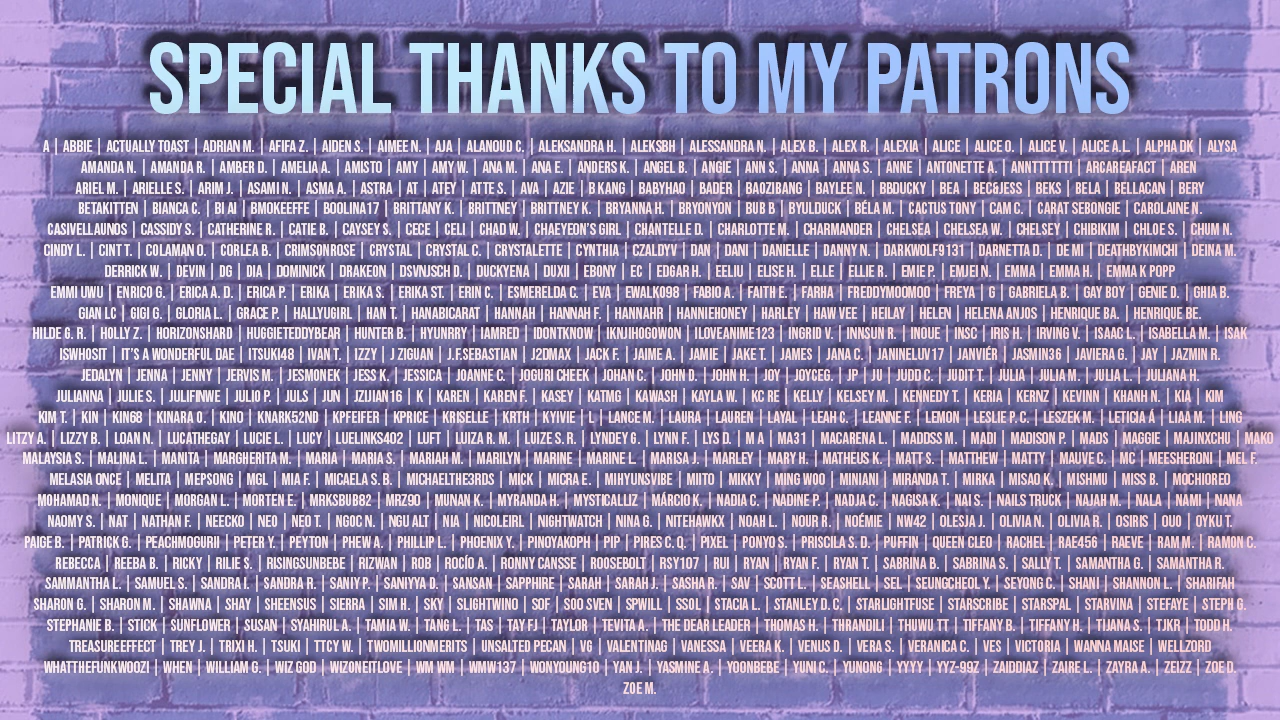 SPECIAL THANKS TO MY PATRONS
A | ABBIE | ACTUALLY TOAST | ADRIAN M. | AFIFA Z. | AIDEN S. | AIMEE N. | AJA | ALANOUD C. | ALEKSANDRA H. | ALEKSBH | ALESSANDRA N. | ALEX B. | ALEX R. | ALEXIA | ALICE | ALICE O. | ALICE V. | ALICE A.L. | ALPHA DK | ALYSA
AMANDA N. | AMANDA R. | AMBER D. | AMELIA A. | AMISTO | AMY | AMY W. | ANA M. | ANA E. | ANDERS K. | ANGEL B. | ANGIE | ANN S. | ANNA | ANNA S. | ANNE | ANTONETTE A. | ANNTTTTTTI | ARCAREAFACT | AREN
ARIEL M. | ARIELLE S. | ARIM J. | ASAMI N. | ASMA A. | ASTRA | AT | ATEY | ATTE S. | AVA | AZIE | B KANG | BABYHAO | BADER | BAOZIBANG | BAYLEE N. | BBDUCKY | BEA | BEC&JESS | BEKS | BELA | BELLACAN | BERY
BETAKITTEN | BIANCA C. | BI AI | BMOKEEFFE | BOOLINA17 | BRITTANY K. | BRITTNEY | BRITTNEY K. | BRYANNA H. | BRYONYON | BUB B | BYULDUCK | BÉLA M. | CACTUS TONY | CAM C. | CARAT SEBONGIE | CAROLAINE N.
CASIVELLAUNOS | CASSIDY S. | CATHERINE R. | CATIE B. | CAYSEY S. | CECE | CELI | CHAD W. | CHAEYEON'S GIRL | CHANTELLE D. | CHARLOTTE M. | CHARMANDER | CHELSEA | CHELSEA W. | CHELSEY | CHIBIKIM | CHLOE S. | CHUM N.
CINDY L. | CINT T. | COLAMAN O. | CORLEA B. | CRIMSONROSE | CRYSTAL | CRYSTAL C. | CRYSTALETTE | CYNTHIA | CZALDYV | DAN | DANI | DANIELLE | DANNY N. | DARKWOLF9131 | DARNETTA D. | DE MI | DEATHBYKIMCHI | DEINA M.
DERRICK W. | DEVIN | DG | DIA | DOMINICK | DRAKEON | DSVNJSCH D. | DUCKYENA | DUXII | EBONY | EC | EDGAR H. | EELIU | ELISE H. | ELLE | ELLIE R. | EMIE P. | EMJEI N. | EMMA | EMMA H. | EMMA K POPP
EMMI UWU | ENRICO G. | ERICA A. D. | ERICA P. | ERIKA | ERIKA S. | ERIKA ST. | ERIN C. | ESMERELDA C. | EVA | EWALK098 | FABIO A. | FAITH E. | FARHA | FREDDYMOOMOO | FREYA | G | GABRIELA B. | GAY BOY | GENIE D. | GHIA B.
GIAN LC | GIGI G. | GLORIA L. | GRACE P. | HALLYUGIRL | HAN T. | HANABICARAT | HANNAH | HANNAH F. | HANNAHR | HANNIEHONEY | HARLEY | HAW VEE | HEILAY | HELEN | HELENA ANJOS | HENRIQUE BA. | HENRIQUE BE.
HILDE G. R. | HOLLY Z. | HORIZONSHARD | HUGGIETEDDYBEAR | HUNTER B. | HYUNRRY | IAMRED | IDONTKNOW | IKNJIHOGOWON | ILOVEANIME123 | INGRID V. | INNSUN R. | INOUE | INSC | IRIS H. | IRVING V. | ISAAC L. | ISABELLA M. | ISAK
ISWHOSIT | IT'S A WONDERFUL DAE | ITSUKI48 | IVAN T. | IZZY | J ZIGUAN | J.F.SEBASTIAN | J2DMAX | JACK F. | JAIME A. | JAMIE | JAKE T. | JAMES | JANA C. | JANINELUV17 | JANVIÉR | JASMIN36 | JAVIERA G. | JAY | JAZMIN R.
JEDALYN | JENNA | JENNY | JERVIS M. | JESMONEK | JESS K. | JESSICA | JOANNE C. | JOGURI CHEEK | JOHAN C. | JOHN D. | JOHN H. | JOY | JOYCEG. | JP | JU | JUDD C. | JUDIT T. | JULIA | JULIA M. | JULIA L. | JULIANA H.
JULIANNA | JULIE S. | JULIFINWE | JULIO P. | JULS | JUN | JZIJIAN16 | K | KAREN | KAREN F. | KASEY | KATMG | KAWASH | KAYLA W. | KC RE | KELLY | KELSEY M. | KENNEDY T. | KERIA | KERNZ | KEVINN | KHANH N. | KIA | KIM
KIM T. | KIN | KIN68 | KINARA O. | KINO | KNARK52ND | KPFEIFER | KPRICE | KRISELLE | KRTH | KYIVIE | L | LANCE M. | LAURA | LAUREN | LAYAL | LEAH C. | LEANNE F. | LEMON | LESLIE P. C. | LESZEK M. | LETICIA Á | LIAA M. | LING
LITZY A. | LIZZY B. | LOAN N. | LUCATHEGAY | LUCIE L. | LUCY | LUELINKS402 | LUFT | LUIZA R. M. | LUIZE S. R. | LYNDEY G. | LYNN F. | LYS D. | M A | MA31 | MACARENA L. | MADDSS M. | MADI | MADISON P. | MADS | MAGGIE | MAJINXCHU | MAKO
MALAYSIA S. | MALINA L. | MANITA | MARGHERITA M. | MARIA | MARIA S. | MARIAH M. | MARILYN | MARINE | MARINE L. | MARISA J. | MARLEY | MARY H. | MATHEUS K. | MATT S. | MATTHEW | MATTY | MAUVE C. | MC | MEESHERONI | MEL F.
MELASIA ONCE | MELITA | MEPSONG | MGL | MIA F. | MICAELA S. B. | MICHAELTHE3RDS | MICK | MICRA E. | MIHYUNSVIBE | MIITO | MIKKY | MING WOO | MINIANI | MIRANDA T. | MIRKA | MISAO K. | MISHMU | MISS B. | MOCHIOREO
MOHAMAD N. | MONIQUE | MORGAN L. | MORTEN E. | MRKSBU882 | MRZ90 | MUNAN K. | MYRANDA H. | MYSTICALLIZ | MÁRCIO K. | NADIA C. | NADINE P. | NADJA C. | NAGISA K. | NAI S. | NAILS TRUCK | NAJAH M. | NALA | NAMI | NANA
NAOMY S. | NAT | NATHAN F. | NEECKO | NEO | NEO T. | NGOC N. | NGU ALT | NIA | NICOLEIRL | NIGHTWATCH | NINA G. | NITEHAWKX | NOAH L. | NOUR R. | NOÉMIE | NW42 | OLESJA J. | OLIVIA N. | OLIVIA R. | OSIRIS | OUO | OYKU T.
PAIGE B. | PATRICK G. | PEACHMOGURII | PETER Y. | PEYTON | PHEW A. | PHILLIP L. | PHOENIX Y. | PINOYAKOPH | PIP | PIRES C. Q. | PIXEL | PONYO S. | PRISCILA S. D. | PUFFIN | QUEEN CLEO | RACHEL | RAE456 | RAEVE | RAM M. | RAMON C.
REBECCA | REEBA B. | RICKY | RILIE S. | RISINGSUNBEBE | RIZWAN | ROB | ROCÍO A. | RONNY CANSSE | ROOSEBOLT | RSY107 | RUI | RYAN | RYAN F. | RYAN T. | SABRINA B. | SABRINA S. | SALLY T. | SAMANTHA G. | SAMANTHA R.
SAMMANTHA L. | SAMUEL S. | SANDRA I. | SANDRA R. | SANIY P. | SANIYYA D. | SANSAN | SAPPHIRE | SARAH | SARAH J. | SASHA R. | SAV | SCOTT L. | SEASHELL | SEL | SEUNGCHEOL Y. | SEYONG C. | SHANI | SHANNON L. | SHARIFAH
SHARON G. | SHARON M. | SHAWNA | SHAY | SHEENSUS | SIERRA | SIM H. | SKY | SLIGHTWINO | SOF | SOO SVEN | SPWILL | SSOL | STACIA L. | STANLEY D. C. | STARLIGHTFUSE | STARSCRIBE | STARSPAL | STARVINA | STEFAYE | STEPH G.
STEPHANIE B. | STICK | SUNFLOWER | SUSAN | SYAHIRUL A. | TAMIA W. | TANG L. | TAS | TAY FJ | TAYLOR | TEVITA A. | THE DEAR LEADER | THOMAS H. | THRANDILI | THUWU TT | TIFFANY B. | TIFFANY H. | TIJANA S. | TJKR | TODD H.
TREASUREEFFECT | TREY J. | TRIXI H. | TSUKI | TTCY W. | TWOMILLIONMERITS | UNSALTED PECAN | VG | VALENTINAG | VANESSA | VEERA K. | VENUS D. | VERA S. | VERANICA C. | VES | VICTORIA | WANNA MAISE | WELLZORD
WHATTHEFUNKWOOZI | WHEN | WILLIAM G. | WIZ GOD | WIZONEITLOVE | WM WM | WMW137 | WONYOUNG10 | YAN J. | YASMINE A. | YOONBEBE | YUNI C. | YUNONG | YYYY | YYZ-99Z | ZAIDDIAZ | ZAIRE L. | ZAYRA A. | ZEIZZ | ZOE D.
ZOE M.